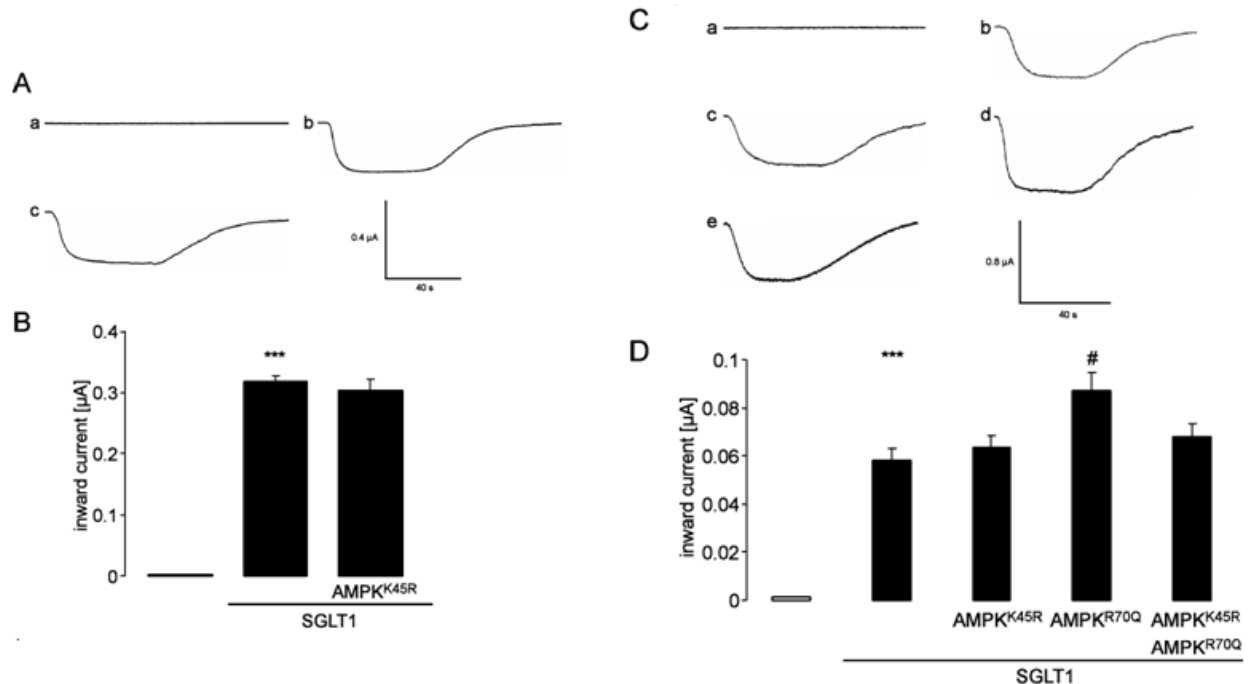 A
a
b
c
0.4 µA
40 s
B
inward current [µA]
0.4
0.3
0.2
0.1
0
***
AMPK^K45R
SGLT1
C
a
b
c
d
e
0.8 µA
40 s
D
inward current [µA]
0.1
0.08
0.06
0.04
0.02
0
***
#
AMPK^K45R AMPK^R70Q AMPK^K45R
AMPK^R70Q
SGLT1